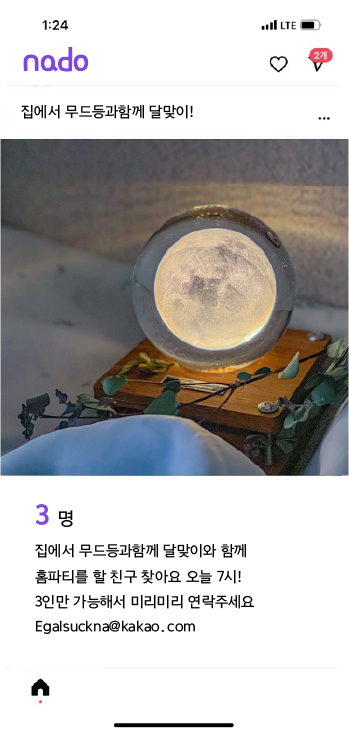 1:24
LTE
nado
2개
집에서 무드등과함께 달맞이!
3 명
집에서 무드등과함께 달맞이와 함께
홈파티를 할 친구 찾아요 오늘 7시!
3인만 가능해서 미리미리 연락주세요
Egalsuckna@kakao.com